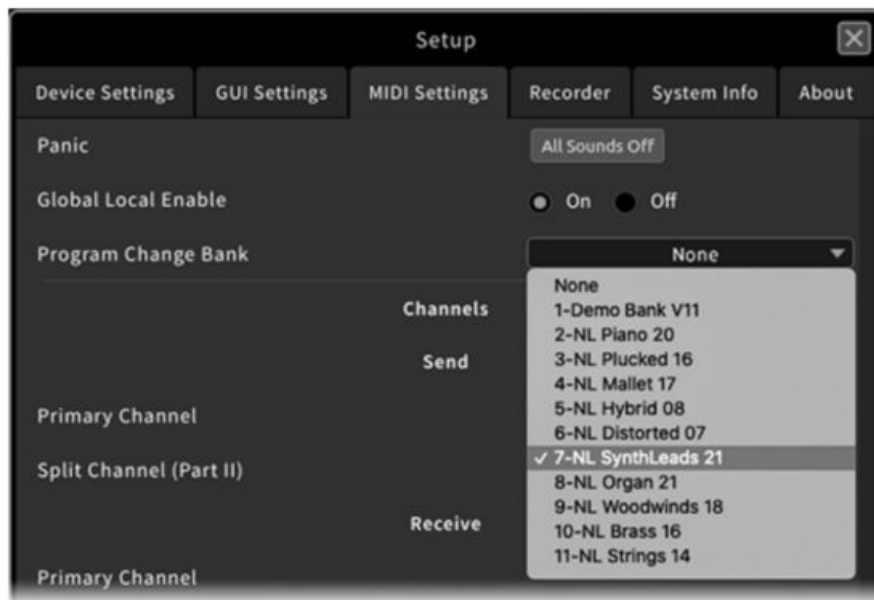 Setup
Device Settings GUI Settings MIDI Settings Recorder System Info About
Panic All Sounds Off
Global Local Enable On Off
Program Change Bank None
None
1-Demo Bank V11
2-NL Piano 20
3-NL Plucked 16
4-NL Mallet 17
5-NL Hybrid 08
6-NL Distorted 07
✓ 7-NL SynthLeads 21
8-NL Organ 21
9-NL Woodwinds 18
10-NL Brass 16
11-NL Strings 14
Channels
Send
Primary Channel
Split Channel (Part II)
Receive
Primary Channel